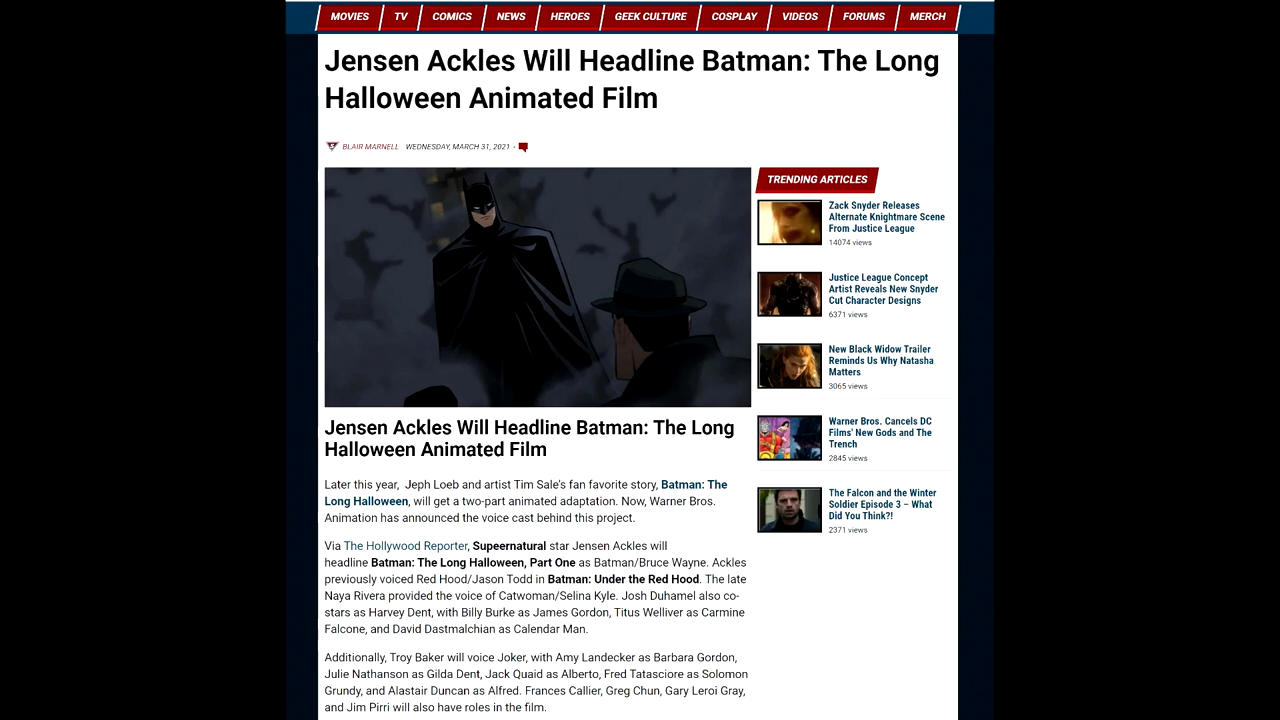 MOVIES TV COMICS NEWS HEROES GEEK CULTURE COSPLAY VIDEOS FORUMS MERCH
Jensen Ackles Will Headline Batman: The Long
Halloween Animated Film
BLAIR MARNELL WEDNESDAY, MARCH 31, 2021 -
Jensen Ackles Will Headline Batman: The Long
Halloween Animated Film
Later this year, Jeph Loeb and artist Tim Sale's fan favorite story, Batman: The
Long Halloween, will get a two-part animated adaptation. Now, Warner Bros.
Animation has announced the voice cast behind this project.
Via The Hollywood Reporter, Supeernatural star Jensen Ackles will
headline Batman: The Long Halloween, Part One as Batman/Bruce Wayne. Ackles
previously voiced Red Hood/Jason Todd in Batman: Under the Red Hood. The late
Naya Rivera provided the voice of Catwoman/Selina Kyle. Josh Duhamel also co-
stars as Harvey Dent, with Billy Burke as James Gordon, Titus Welliver as Carmine
Falcone, and David Dastmalchian as Calendar Man.
Additionally, Troy Baker will voice Joker, with Amy Landecker as Barbara Gordon,
Julie Nathanson as Gilda Dent, Jack Quaid as Alberto, Fred Tatasciore as Solomon
Grundy, and Alastair Duncan as Alfred. Frances Callier, Greg Chun, Gary Leroi Gray,
and Jim Pirri will also have roles in the film.
TRENDING ARTICLES
Zack Snyder Releases
Alternate Knightmare Scene
From Justice League
14074 views
Justice League Concept
Artist Reveals New Snyder
Cut Character Designs
6371 views
New Black Widow Trailer
Reminds Us Why Natasha
Matters
3065 views
Warner Bros. Cancels DC
Films' New Gods and The
Trench
2845 views
The Falcon and the Winter
Soldier Episode 3 – What
Did You Think?!
2371 views